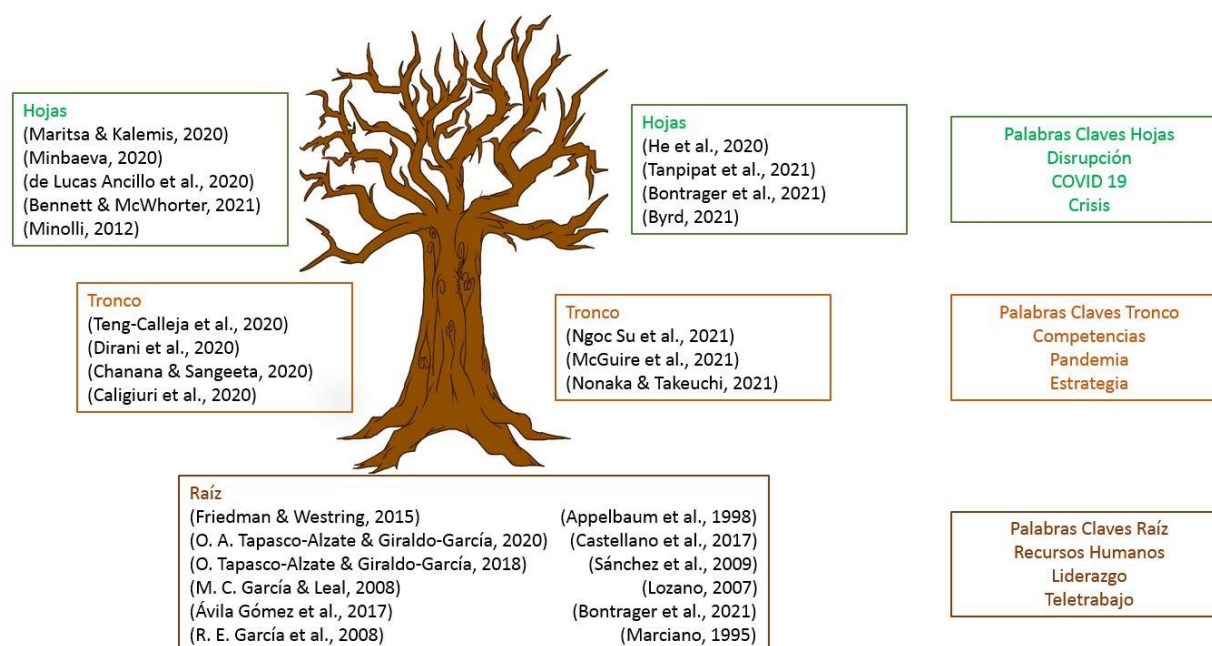 Hojas
(Maritsa & Kalemis, 2020)
(Minbaeva, 2020)
(de Lucas Ancillo et al., 2020)
(Bennett & McWhorter, 2021)
(Minolli, 2012)
Hojas
(He et al., 2020)
(Tanpipat et al., 2021)
(Bontrager et al., 2021)
(Byrd, 2021)
Palabras Claves Hojas
Disrupción
COVID 19
Crisis
Tronco
(Teng-Calleja et al., 2020)
(Dirani et al., 2020)
(Chanana & Sangeeta, 2020)
(Caligiuri et al., 2020)
Tronco
(Ngoc Su et al., 2021)
(McGuire et al., 2021)
(Nonaka & Takeuchi, 2021)
Palabras Claves Tronco
Competencias
Pandemia
Estrategia
Raíz
(Friedman & Westring, 2015)
(O. A. Tapasco-Alzate & Giraldo-García, 2020)
(O. Tapasco-Alzate & Giraldo-García, 2018)
(M. C. García & Leal, 2008)
(Ávila Gómez et al., 2017)
(R. E. García et al., 2008)
(Appelbaum et al., 1998)
(Castellano et al., 2017)
(Sánchez et al., 2009)
(Lozano, 2007)
(Bontrager et al., 2021)
(Marciano, 1995)
Palabras Claves Raíz
Recursos Humanos
Liderazgo
Teletrabajo